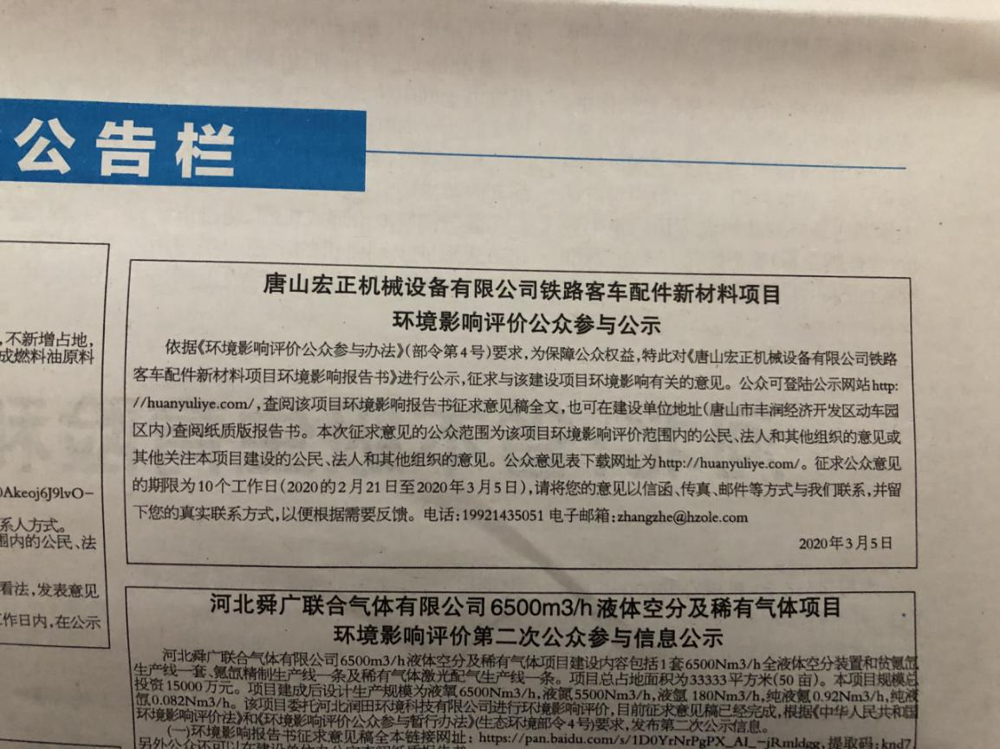 公告栏
,不新增占地,
成燃料油原料
Akeoj6J9lvO-
系人方式。
围内的公民、法
看法,发表意见
工作日内,在公示
唐山宏正机械设备有限公司铁路客车配件新材料项目
环境影响评价公众参与公示
依据《环境影响评价公众参与办法》(部令第4号)要求,为保障公众权益,特此对《唐山宏正机械设备有限公司铁路
客车配件新材料项目环境影响报告书》进行公示,征求与该建设项目环境影响有关的意见。公众可登陆公示网站http:
//huanyuliye.com/,查阅该项目环境影响报告书征求意见稿全文,也可在建设单位地址(唐山市丰润经济开发区动车园
区内)查阅纸质版报告书。本次征求意见的公众范围为该项目环境影响评价范围内的公民、法人和其他组织的意见或
其他关注本项目建设的公民、法人和其他组织的意见。公众意见表下载网址为http://huanyuliye.com/。征求公众意见
的期限为10个工作日(2020的2月21日至2020年3月5日),请将您的意见以信函、传真、邮件等方式与我们联系,并留
下您的真实联系方式,以便根据需要反馈。电话:19921435051 电子邮箱:zhangzhe@hzole.com
2020年3月5日
河北舜广联合气体有限公司6500m3/h液体空分及稀有气体项目
环境影响评价第二次公众参与信息公示
河北舜广联合气体有限公司6500m3/h液体空分及稀有气体项目建设内容包括1套6500Nm3/h全液体空分装置和贫氪氙
生产线一套、氪氙精制生产线一条及稀有气体激光配气生产线一条。项目总占地面积为33333平方米(50亩)。本项目规模总
投资15000万元。项目建成后设计生产规模为液氧6500Nm3/h,液氮5500Nm3/h,液氩180Nm3/h,纯液氪0.92Nm3/h,纯液
氙0.082Nm3/h。该项目委托河北润田环境科技有限公司进行环境影响评价,目前征求意见稿已经完成,根据《中华人民共和国
环境影响评价法》和《环境影响评价公众参与暂行办法》(生态环境部令4号)要求,发布第二次公示信息。
(一)环境影响报告书征求意见稿全本链接网址:https://pan.baidu.com/s/1D0YrNrPgPX_AI_-jRmldgg,提取码:knd7,
另外公众还可以在建设单位办公室查阅纸质报告书